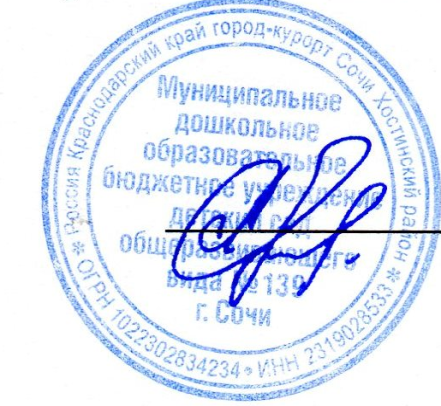 * Россия Краснодарский край город-курорт Сочи Хостинский район *
ОГРН 1022302834234 * ИНН 2319028533
Муниципальное
дошкольное
образовательное
бюджетное учреждение
детский сад
общеразвивающего
вида № 139
г. Сочи